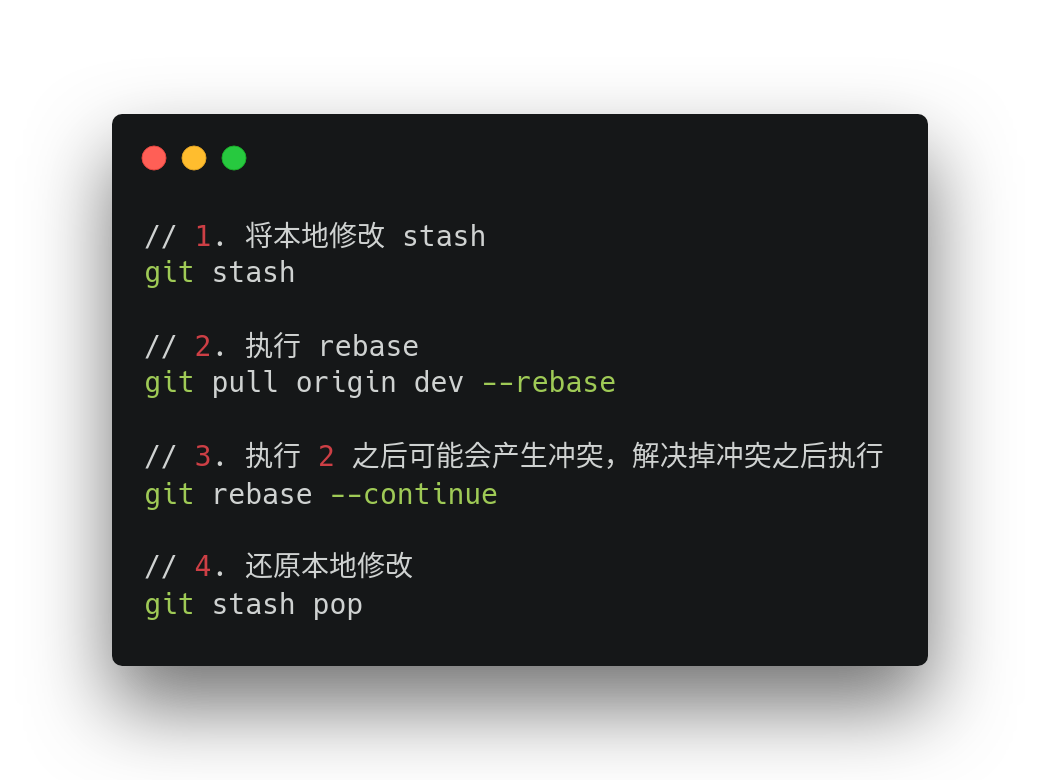 // 1. 将本地修改 stash
git stash
// 2. 执行 rebase
git pull origin dev --rebase
// 3. 执行 2 之后可能会产生冲突，解决掉冲突之后执行
git rebase --continue
// 4. 还原本地修改
git stash pop